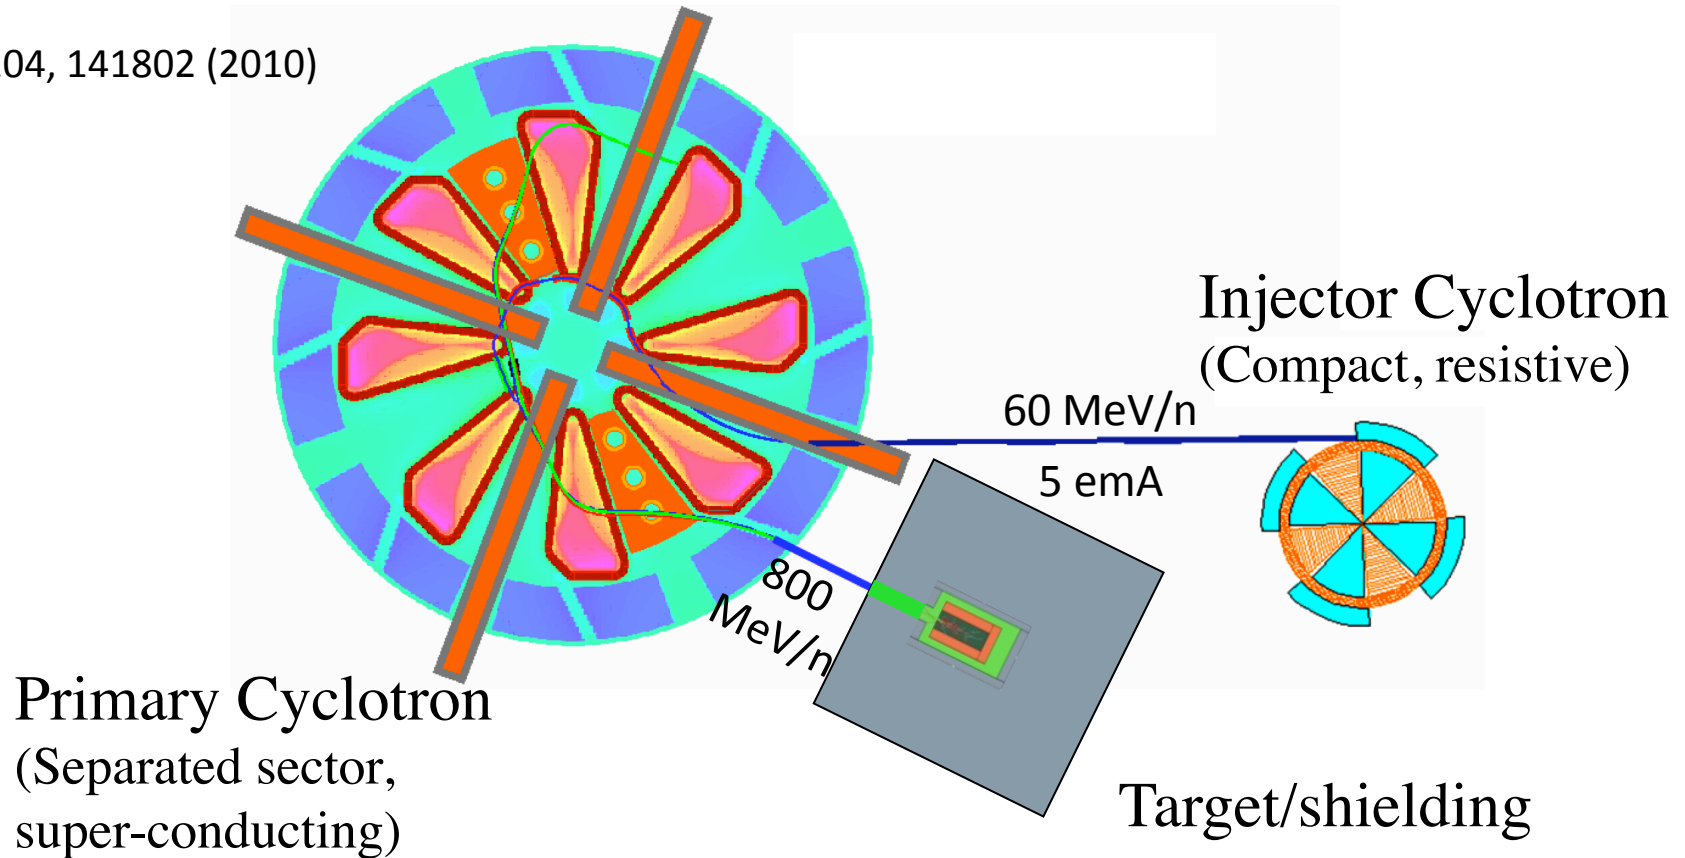 04, 141802 (2010)
Injector Cyclotron
(Compact, resistive)
60 MeV/n
5 emA
800
MeV/n
Primary Cyclotron
(Separated sector,
super-conducting)
Target/shielding